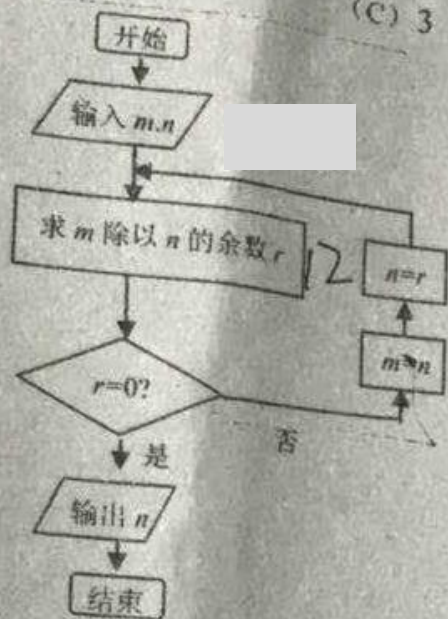 (C) 3
开始
输入 m.n
求 m 除以 n 的余数 r
12
n=r
m=n
r=0?
否
是
输出 n
结束